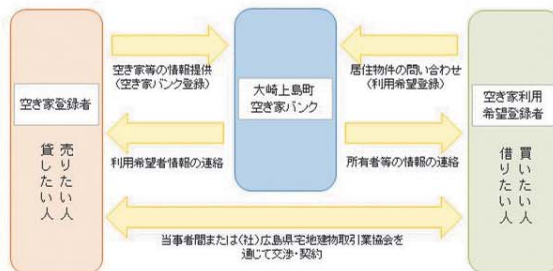 空き家登録者
売りたい人
貸したい人
空き家等の情報提供
(空き家バンク登録)
利用希望者情報の連絡
大崎上島町
空き家バンク
居住物件の問い合わせ
(利用希望登録)
所有者等の情報の連絡
空き家利用
希望登録者
買いたい人
借りたい人
当事者間または(社)広島県宅地建物取引業協会を
通じて交渉・契約